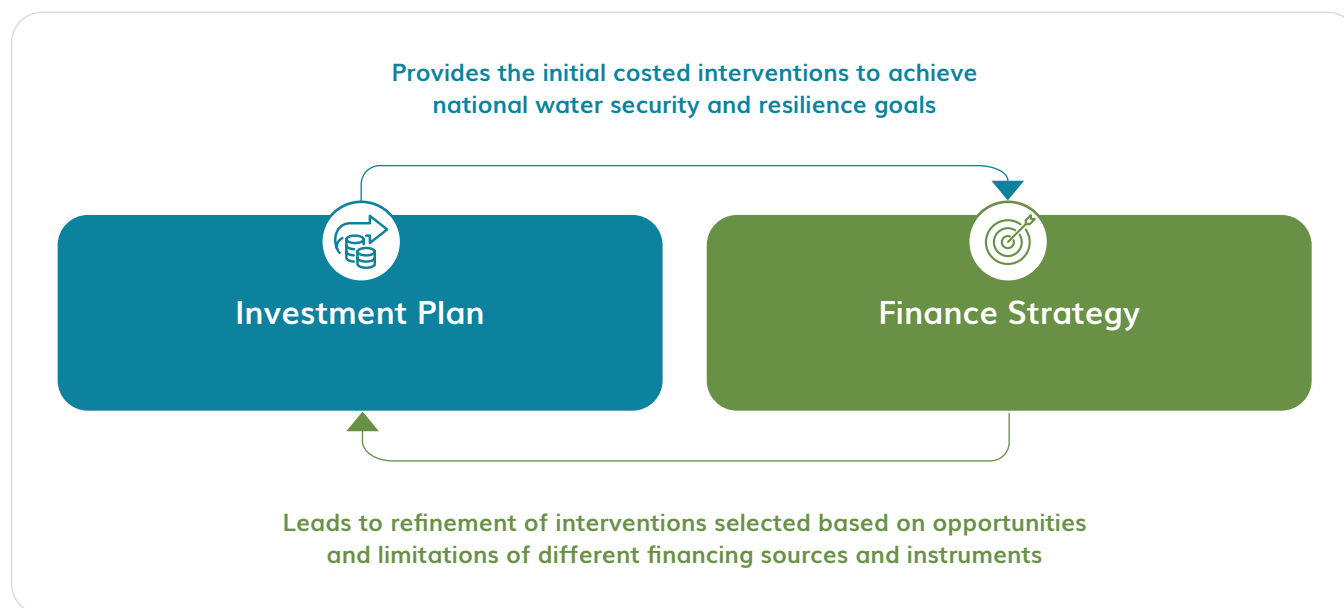 Provides the initial costed interventions to achieve
national water security and resilience goals
Investment Plan
Finance Strategy
Leads to refinement of interventions selected based on opportunities
and limitations of different financing sources and instruments